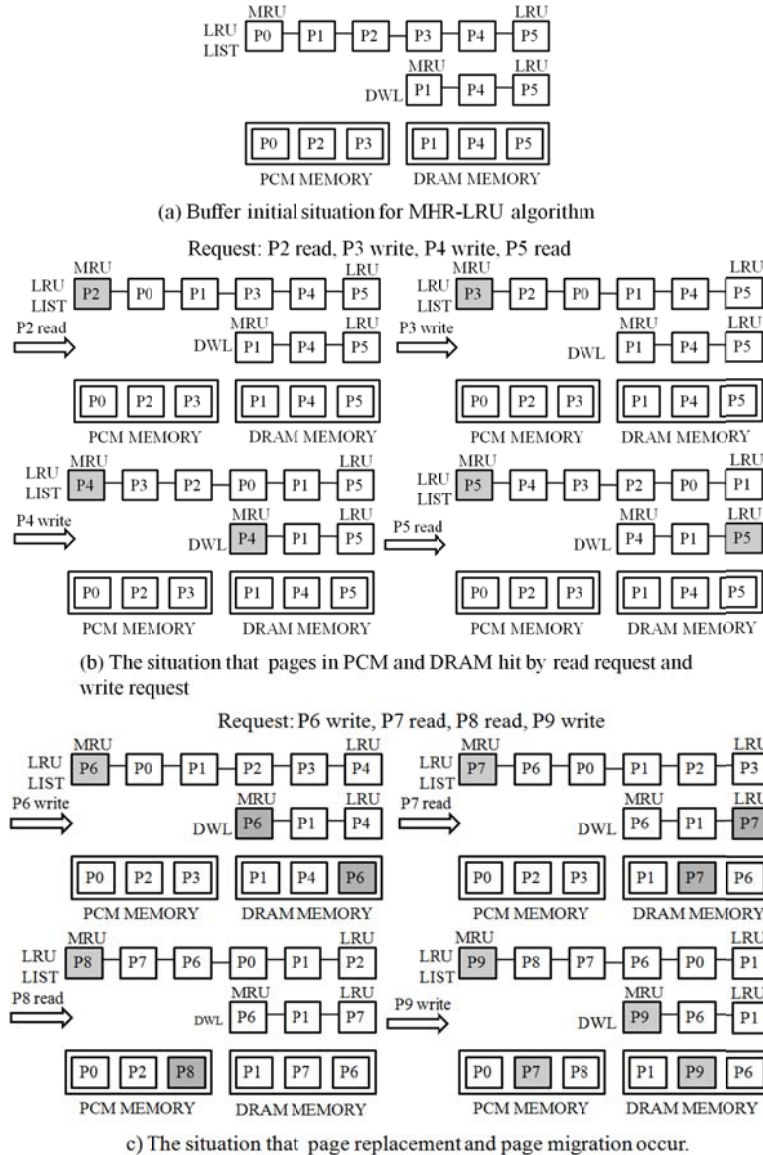 MRU LRU
LRU LIST P0 P1 P2 P3 P4 P5
MRU LRU
DWL P1 P4 P5
P0 P2 P3 P1 P4 P5
PCM MEMORY DRAM MEMORY
(a) Buffer initial situation for MHR-LRU algorithm
Request: P2 read, P3 write, P4 write, P5 read
MRU LRU MRU LRU
LRU LIST P2 P0 P1 P3 P4 P5 LRU LIST P3 P2 P0 P1 P4 P5
P2 read MRU LRU P3 write MRU LRU
DWL P1 P4 P5 DWL P1 P4 P5
P0 P2 P3 P1 P4 P5 P0 P2 P3 P1 P4 P5
PCM MEMORY DRAM MEMORY PCM MEMORY DRAM MEMORY
MRU LRU MRU LRU
LRU LIST P4 P3 P2 P0 P1 P5 LRU LIST P5 P4 P3 P2 P0 P1
P4 write MRU LRU P5 read MRU LRU
DWL P4 P1 P5 DWL P4 P1 P5
P0 P2 P3 P1 P4 P5 P0 P2 P3 P1 P4 P5
PCM MEMORY DRAM MEMORY PCM MEMORY DRAM MEMORY
(b) The situation that pages in PCM and DRAM hit by read request and
write request
Request: P6 write, P7 read, P8 read, P9 write
MRU LRU MRU LRU
LRU LIST P6 P0 P1 P2 P3 P4 LRU LIST P7 P6 P0 P1 P2 P3
P6 write MRU LRU P7 read MRU LRU
DWL P6 P1 P4 DWL P6 P1 P7
P0 P2 P3 P1 P4 P6 P0 P2 P3 P1 P7 P6
PCM MEMORY DRAM MEMORY PCM MEMORY DRAM MEMORY
MRU LRU MRU LRU
LRU LIST P8 P7 P6 P0 P1 P2 LRU LIST P9 P8 P7 P6 P0 P1
P8 read MRU LRU P9 write MRU LRU
DWL P6 P1 P7 DWL P9 P6 P1
P0 P2 P8 P1 P7 P6 P0 P7 P8 P1 P9 P6
PCM MEMORY DRAM MEMORY PCM MEMORY DRAM MEMORY
c) The situation that page replacement and page migration occur.